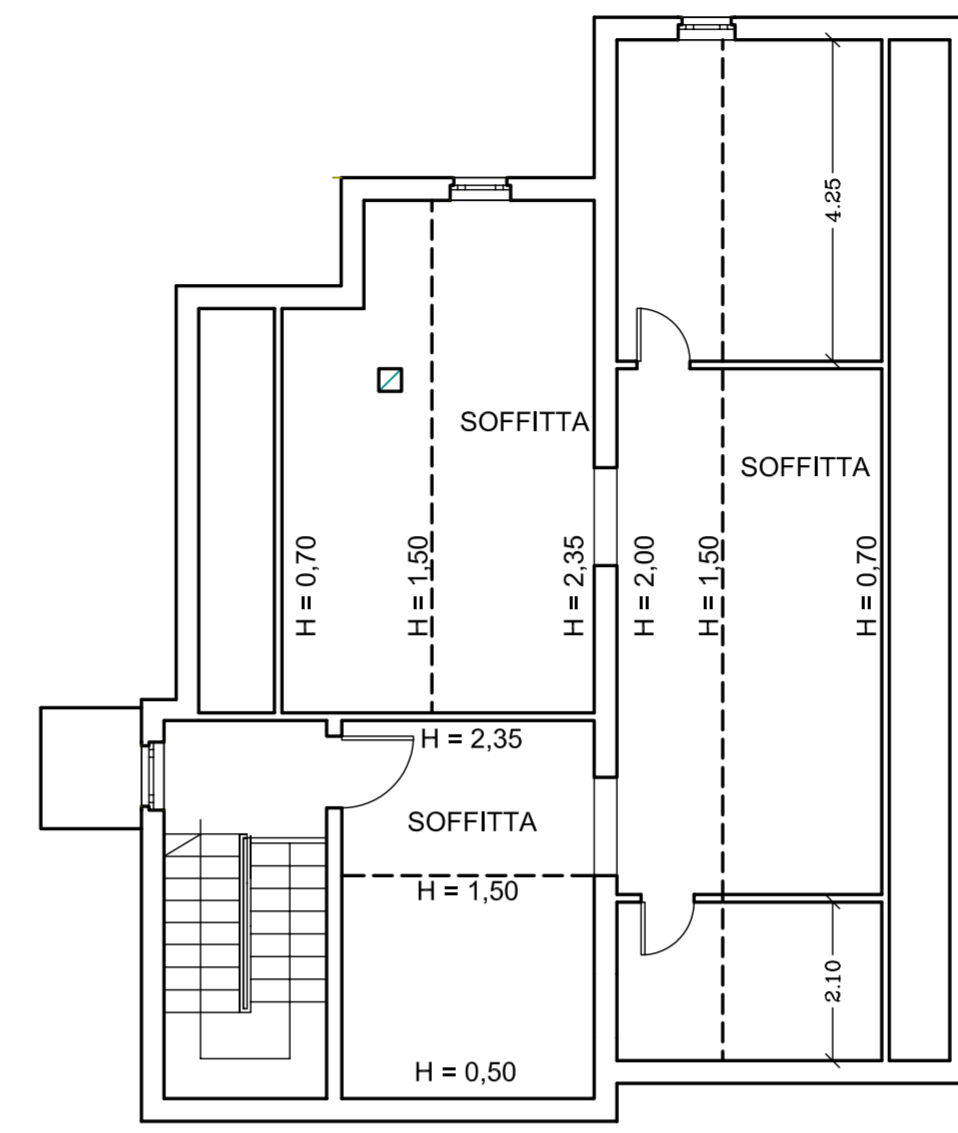 4.25
SOFFITTA
SOFFITTA
H = 0,70
H = 1,50
H = 2,35
H = 2,00
H = 1,50
H = 0,70
H = 2,35
SOFFITTA
H = 1,50
2.10
H = 0,50